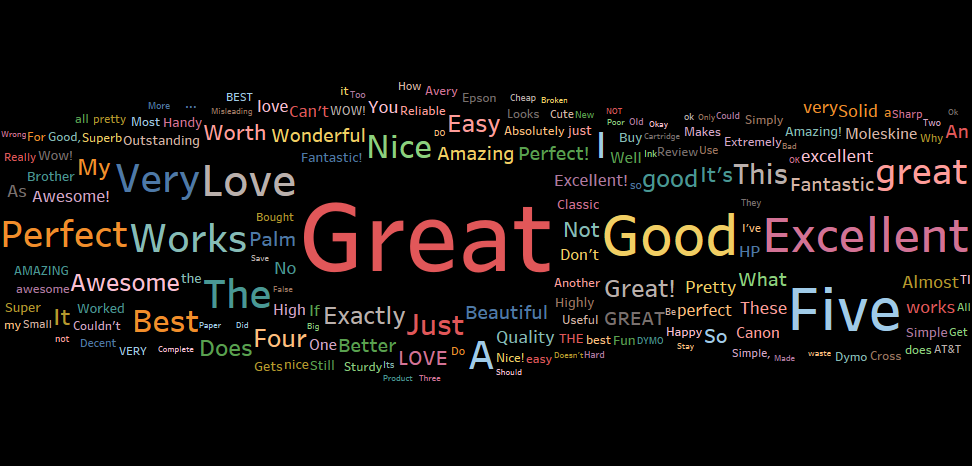 it Too How Avery
BEST Epson Cheap Broken
More ... Misleading love Can't WOW! You Reliable Looks Cute New NOT very Solid a Sharp Ok
all pretty Most Handy Easy Poor Old Okay ok Only Could Simply Two
Wrong For Good, Superb Outstanding Worth Wonderful DO Absolutely just I Buy Cartridge Makes Extremely Amazing! Moleskine Why An
Really Wow! Fantastic! Nice Amazing Perfect! Well Ink Review Use Bad OK excellent
Brother My Very Love Excellent! so good It's This Fantastic great
As Awesome!
Classic They
Bought Great
Perfect Works Palm Not Good I've HP Excellent
Save Don't
AMAZING No
awesome Awesome the The False Another Great! Pretty What Almost TI
Super Worked High If Highly These Five works All
my Small It Couldn't Best Paper Did Big Exactly Just Beautiful Useful GREAT Be perfect
not Decent VERY Complete Does Four One Better LOVE Do A Quality THE best Fun DYMO Happy So Canon Simple Get
Stay
Nice! easy Doesn't Hard Simple, Made waste Dymo Cross does AT&T
Gets nice Still Sturdy Its Should
Product Three